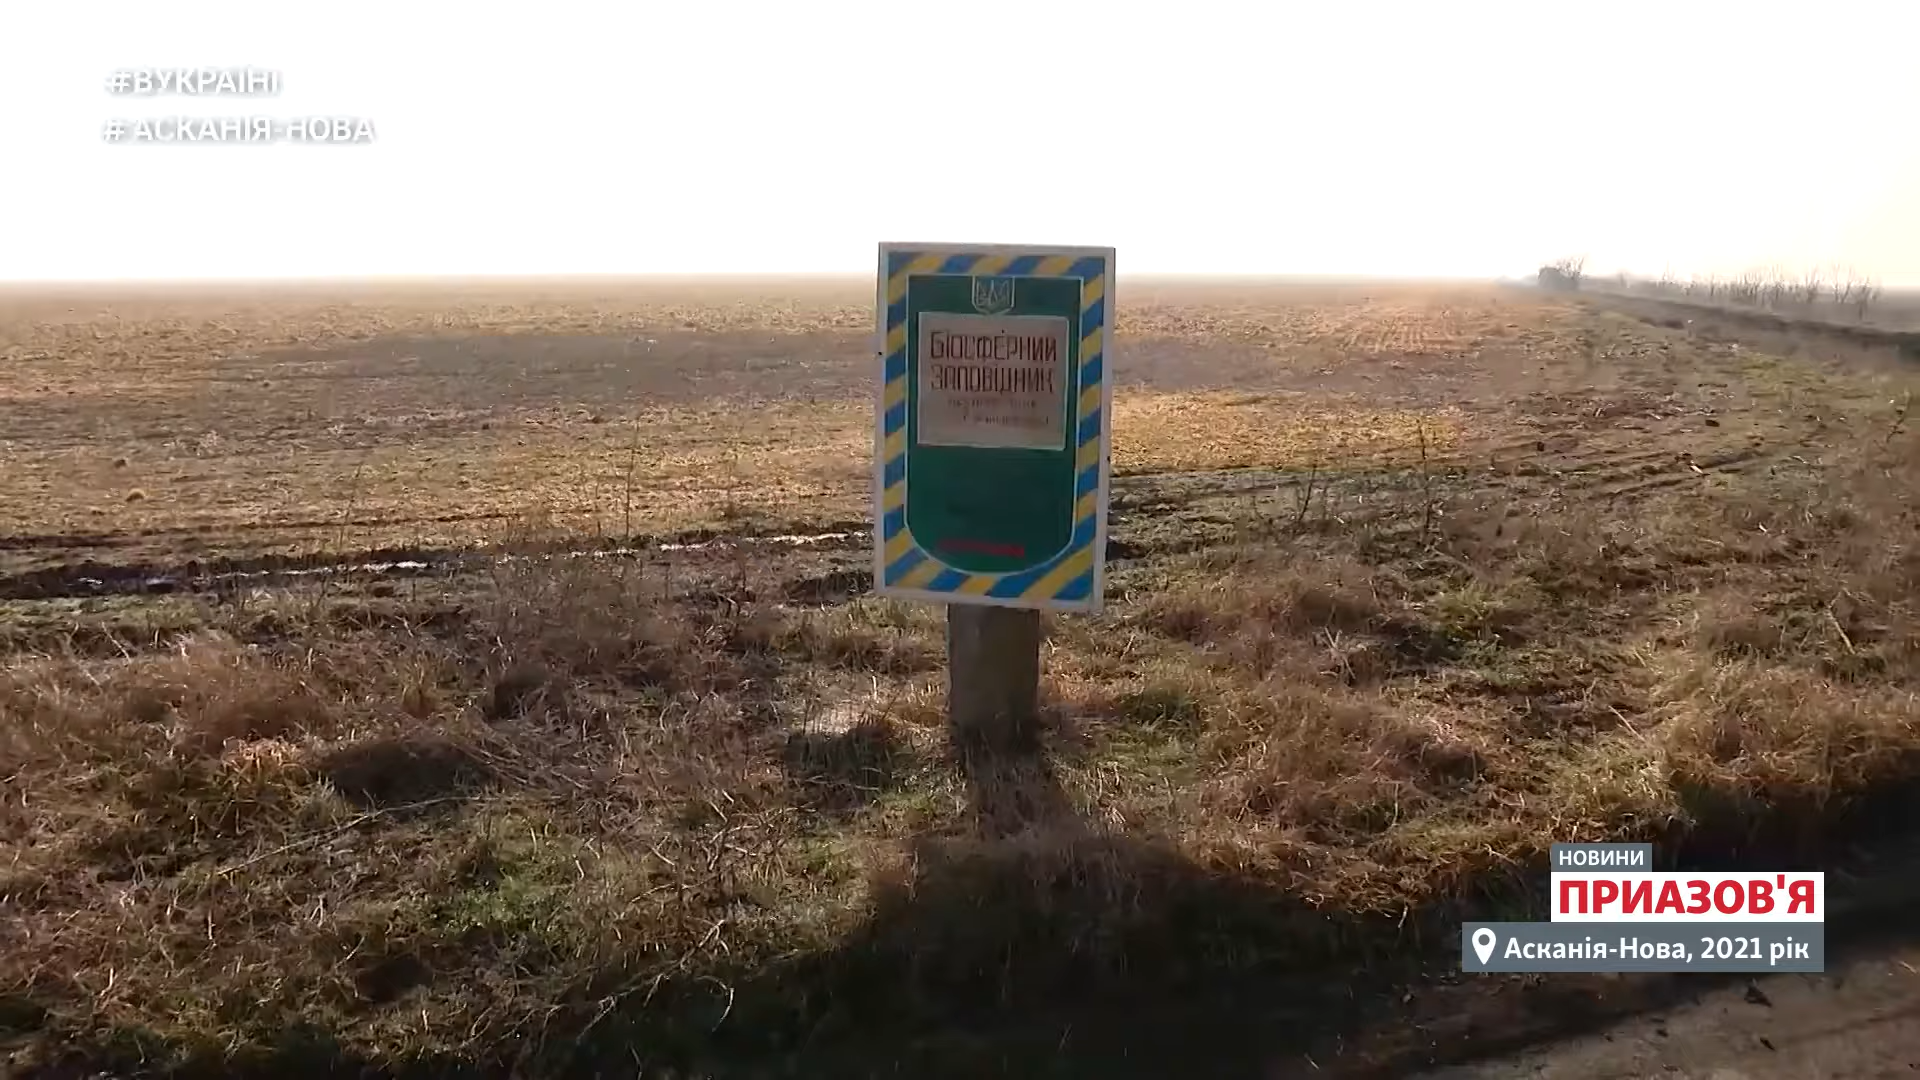 #ВУКРАЇНІ
#АСКАНІЯ-НОВА
БІОСФЕРНИЙ
ЗАПОВІДНИК
НОВИНИ
ПРИАЗОВ'Я
Асканія-Нова, 2021 рік